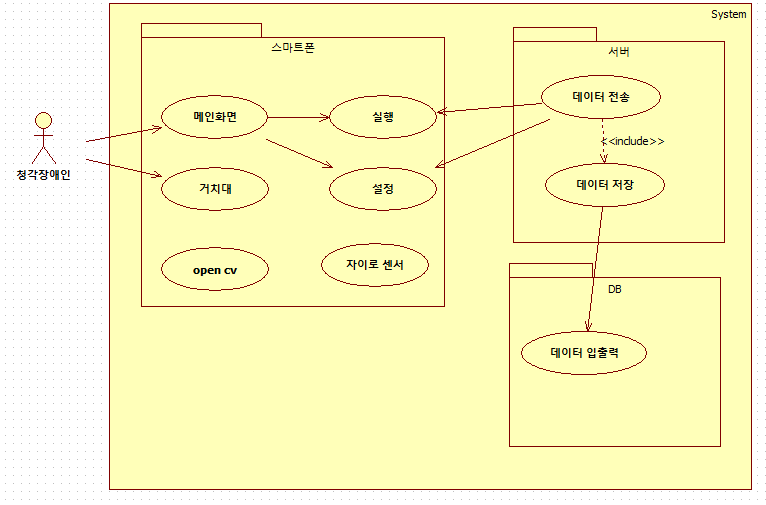 System
스마트폰
서버
메인화면
실행
데이터 전송
<<include>>
청각장애인
거치대
설정
데이터 저장
open cv
자이로 센서
DB
데이터 입출력